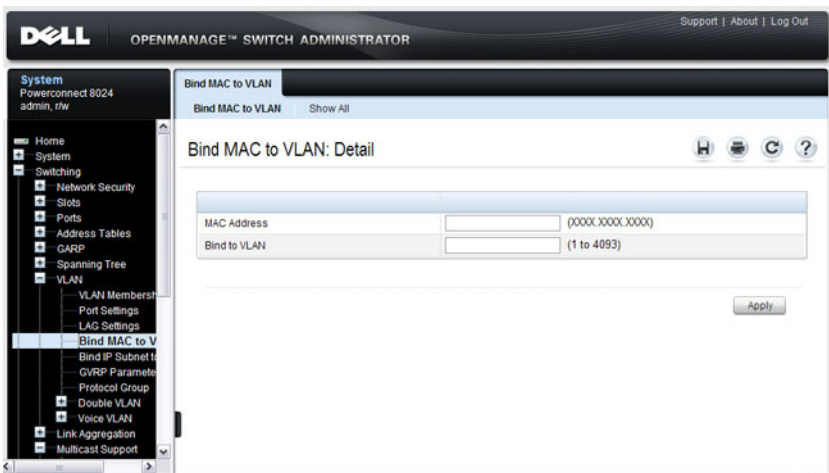 Support | About | Log Out
DELL
OPENMANAGE™ SWITCH ADMINISTRATOR
System
Powerconnect 8024
admin, r/w
Home
System
Switching
Network Security
Slots
Ports
Address Tables
GARP
Spanning Tree
VLAN
VLAN Membersh
Port Settings
LAG Settings
Bind MAC to V
Bind IP Subnet to
GVRP Paramete
Protocol Group
Double VLAN
Voice VLAN
Link Aggregation
Multicast Support
Bind MAC to VLAN
Bind MAC to VLAN Show All
Bind MAC to VLAN: Detail
MAC Address (XXXX.XXXX.XXXX)
Bind to VLAN (1 to 4093)
Apply